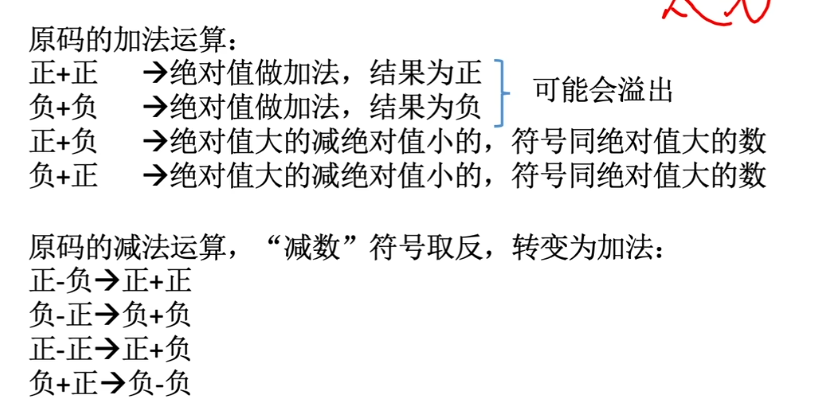 原码的加法运算：
正+正 →绝对值做加法，结果为正
负+负 →绝对值做加法，结果为负
可能会溢出
正+负 →绝对值大的减绝对值小的，符号同绝对值大的数
负+正 →绝对值大的减绝对值小的，符号同绝对值大的数
原码的减法运算，“减数”符号取反，转变为加法：
正-负→正+正
负-正→负+负
正-正→正+负
负+正→负-负